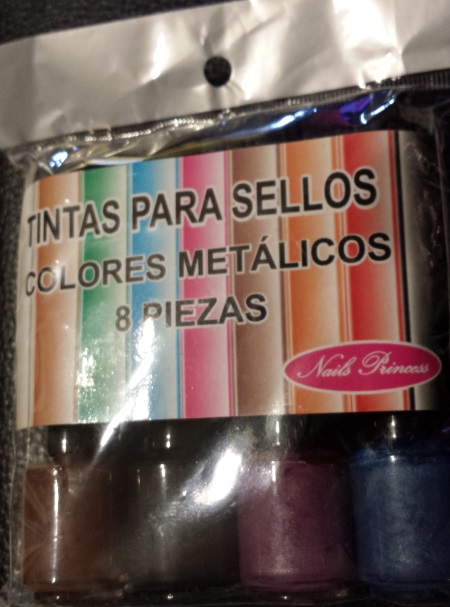 TINTAS PARA SELLOS
COLORES METÁLICOS
8 PIEZAS
Nails Princess